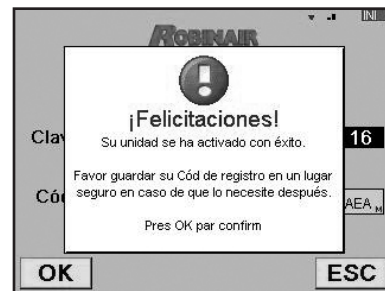 INI
ROBINAIR
¡Felicitaciones!
Clav
Su unidad se ha activado con éxito.
16
Favor guardar su Cód de registro en un lugar
seguro en caso de que lo necesite después.
Cód
AEA M
Pres OK par confirm
OK
ESC